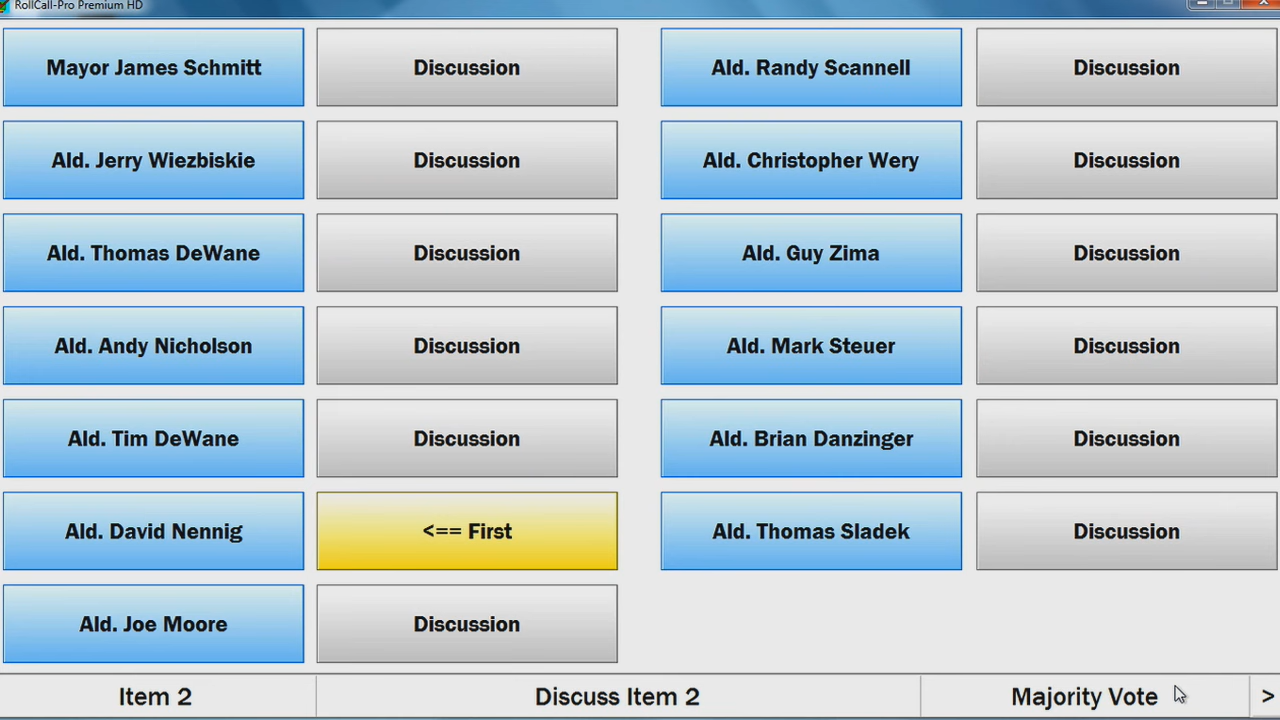 RollCall-Pro Premium HD
Mayor James Schmitt
Discussion
Ald. Randy Scannell
Discussion
Ald. Jerry Wiezbiskie
Discussion
Ald. Christopher Wery
Discussion
Ald. Thomas DeWane
Discussion
Ald. Guy Zima
Discussion
Ald. Andy Nicholson
Discussion
Ald. Mark Steuer
Discussion
Ald. Tim DeWane
Discussion
Ald. Brian Danzinger
Discussion
Ald. David Nennig
<== First
Ald. Thomas Sladek
Discussion
Ald. Joe Moore
Discussion
Item 2
Discuss Item 2
Majority Vote
>